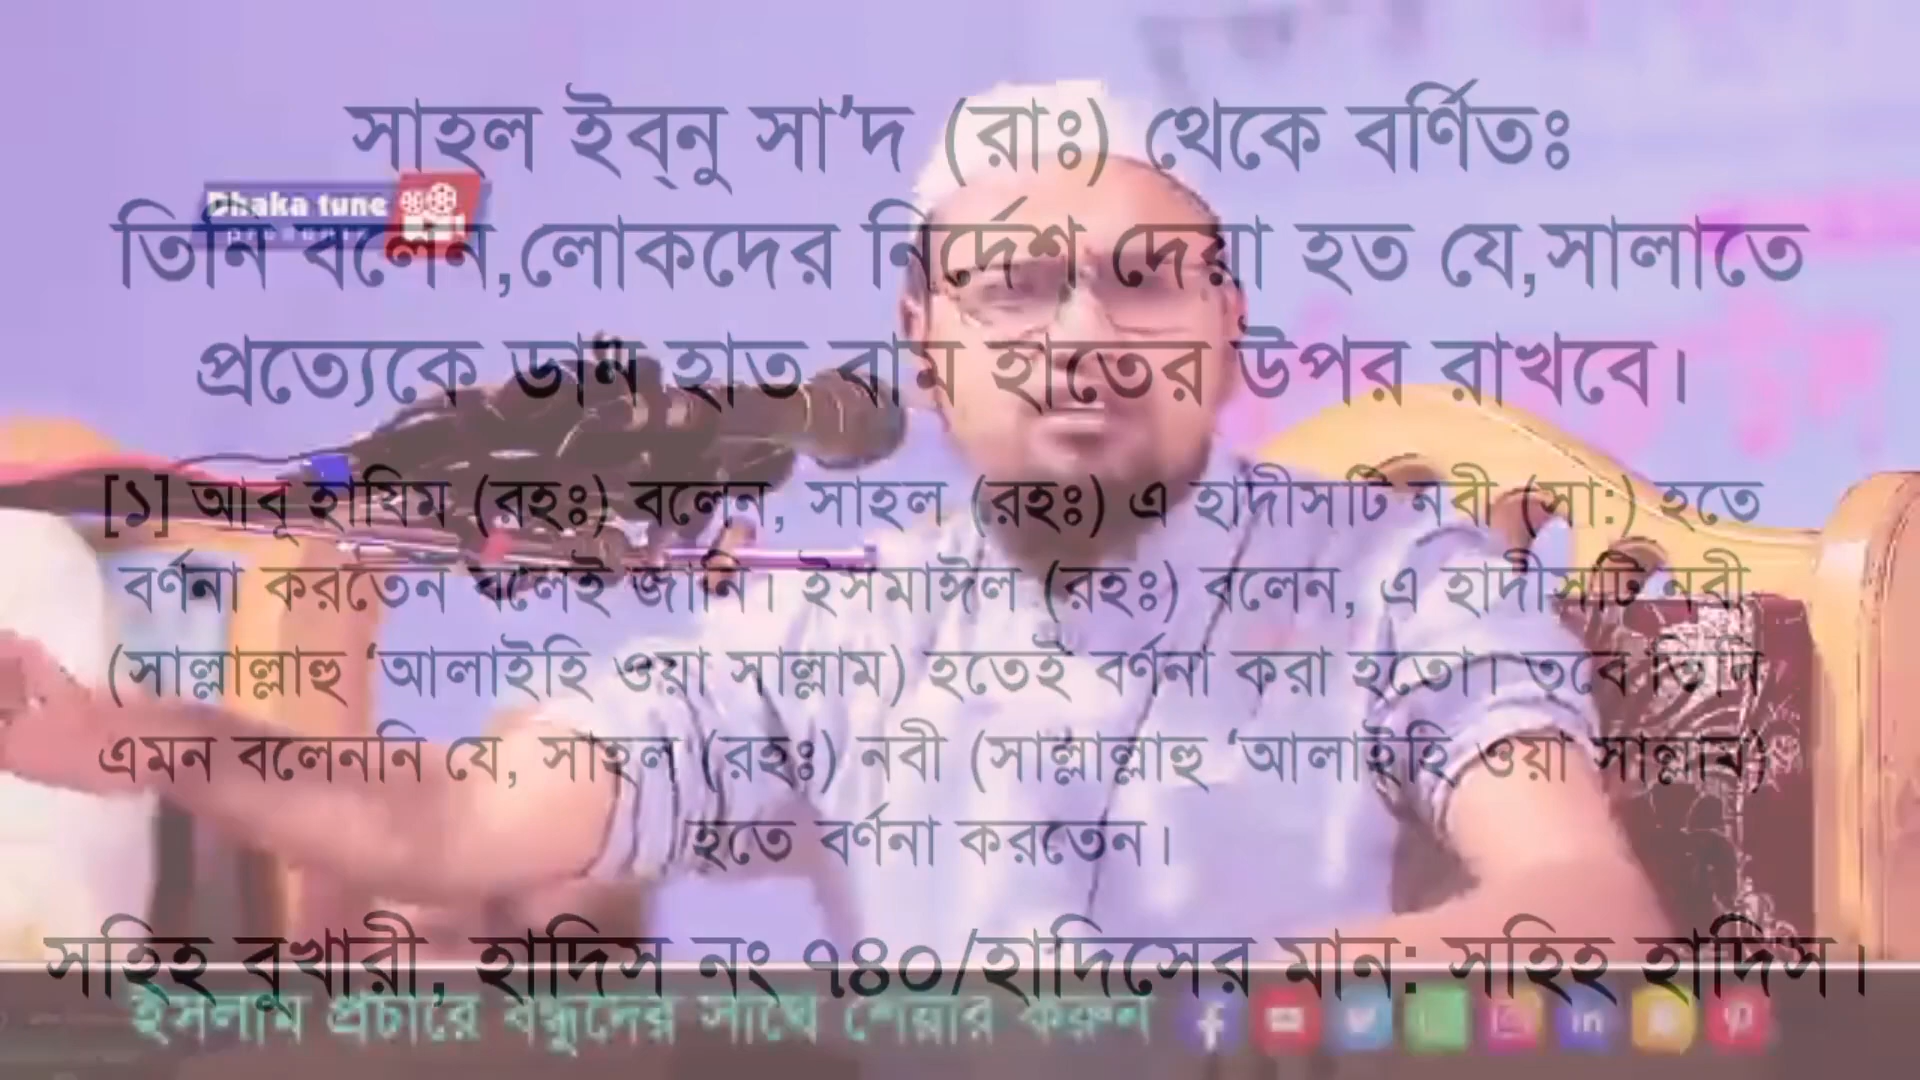 সাহল ইব্‌নু সা’দ (রাঃ) থেকে বর্ণিতঃ
Dhaka tune
তিনি বলেন,লোকদের নির্দেশ দেয়া হত যে,সালাতে
প্রত্যেকে ডান হাত বাম হাতের উপর রাখবে।
[১] আবূ হাযিম (রহঃ) বলেন, সাহল (রহঃ) এ হাদীসটি নবী (সা:) হতে
বর্ণনা করতেন বলেই জানি। ইসমাঈল (রহঃ) বলেন, এ হাদীসটি নবী
(সাল্লাল্লাহু ‘আলাইহি ওয়া সাল্লাম) হতেই বর্ণনা করা হতো। তবে তিনি
এমন বলেননি যে, সাহল (রহঃ) নবী (সাল্লাল্লাহু ‘আলাইহি ওয়া সাল্লাম)
হতে বর্ণনা করতেন।
সহিহ বুখারী, হাদিস নং ৭৪০/হাদিসের মান: সহিহ হাদিস।
ইসলাম প্রচারে বন্ধুদের সাথে শেয়ার করুন